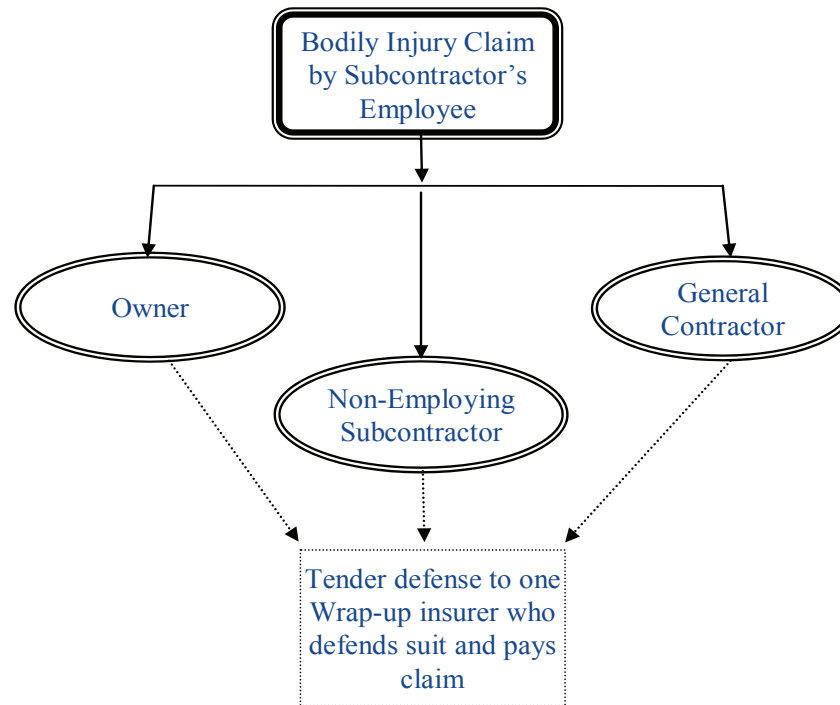 Bodily Injury Claim
by Subcontractor’s
Employee
Owner
General
Contractor
Non-Employing
Subcontractor
Tender defense to one
Wrap-up insurer who
defends suit and pays
claim